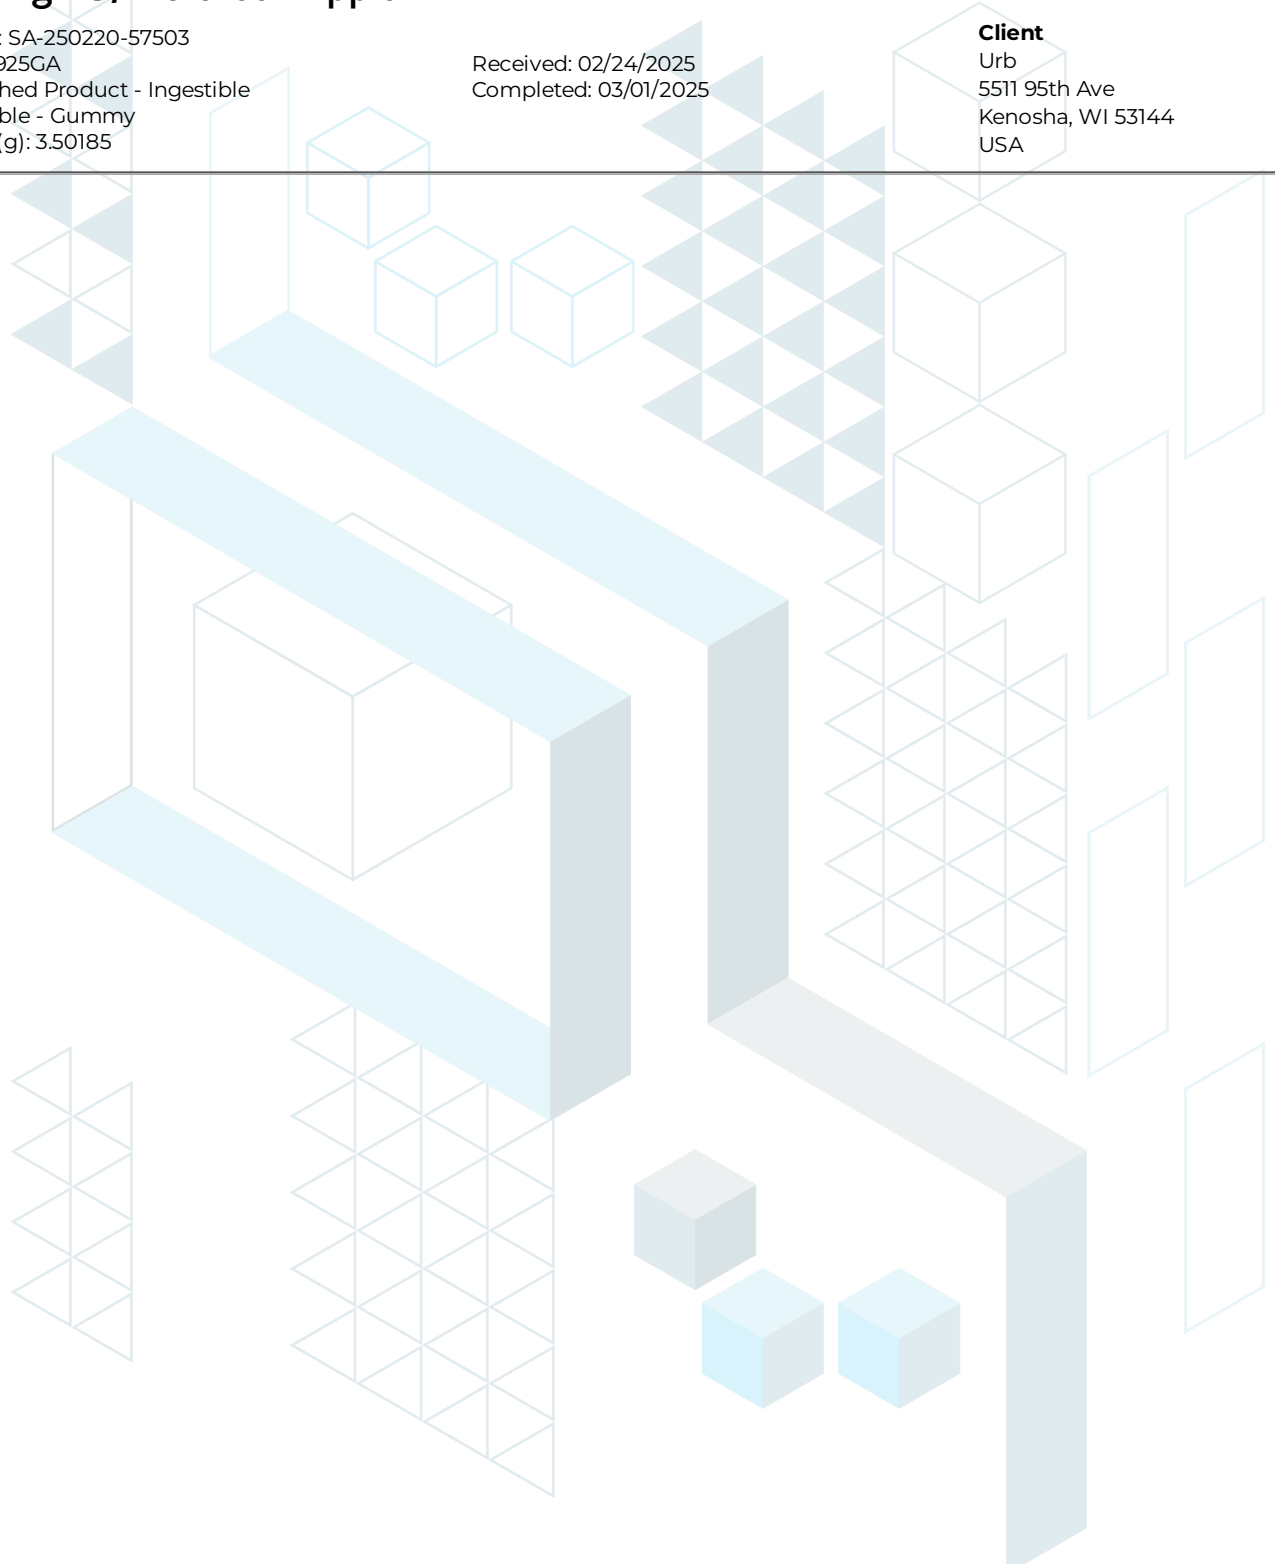 : SA-250220-57503
925GA
hed Product - Ingestible
ble - Gummy
(g): 3.50185
Received: 02/24/2025
Completed: 03/01/2025
Client
Urb
5511 95th Ave
Kenosha, WI 53144
USA